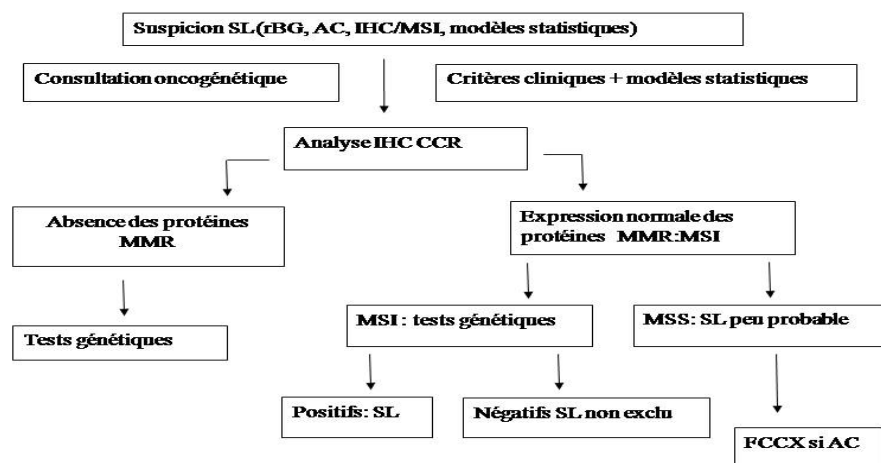 Suspicion SL (rBG, AC, IHC/MSI, modèles statistiques)
Consultation oncogénétique
Critères cliniques + modèles statistiques
Analyse IHC CCR
Absence des protéines
MMR
Expression normale des
protéines MMR:MSI
Tests génétiques
MSI : tests génétiques
MSS: SL peu probable
Positifs: SL
Négatifs SL non exclu
FCCX si AC